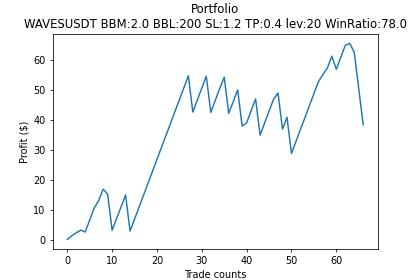 Portfolio
WAVESUSDT BBM:2.0 BBL:200 SL:1.2 TP:0.4 lev:20 WinRatio:78.0
Profit ($)
60
50
40
30
20
10
0
0 10 20 30 40 50 60
Trade counts